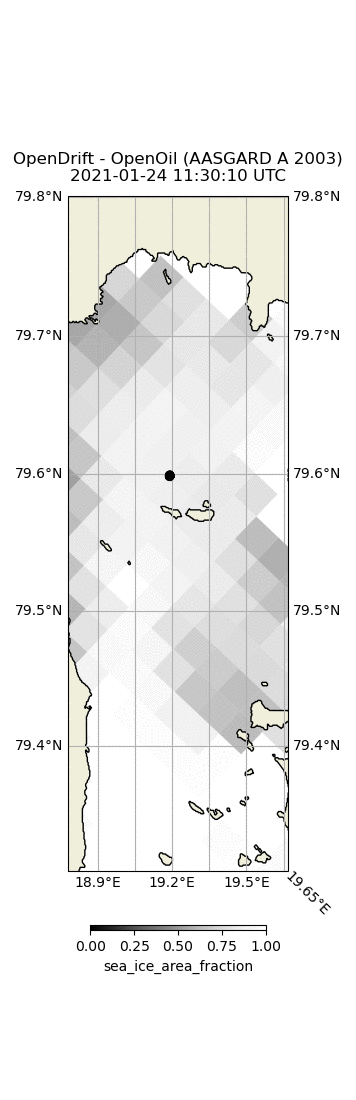 OpenDrift - OpenOil (AASGARD A 2003)
2021-01-24 11:30:10 UTC
79.8°N 79.8°N
79.7°N 79.7°N
79.6°N 79.6°N
79.5°N 79.5°N
79.4°N 79.4°N
18.9°E 19.2°E 19.5°E 19.65°E
0.00 0.25 0.50 0.75 1.00
sea_ice_area_fraction